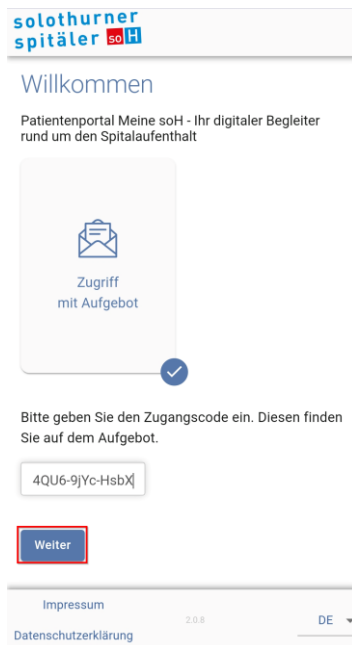 solothurner
spitäler soH
Willkommen
Patientenportal Meine soH - Ihr digitaler Begleiter
rund um den Spitalaufenthalt
Zugriff
mit Aufgebot
Bitte geben Sie den Zugangscode ein. Diesen finden
Sie auf dem Aufgebot.
4QU6-9jYc-HsbX
Weiter
Impressum
2.0.8
DE
Datenschutzerklärung